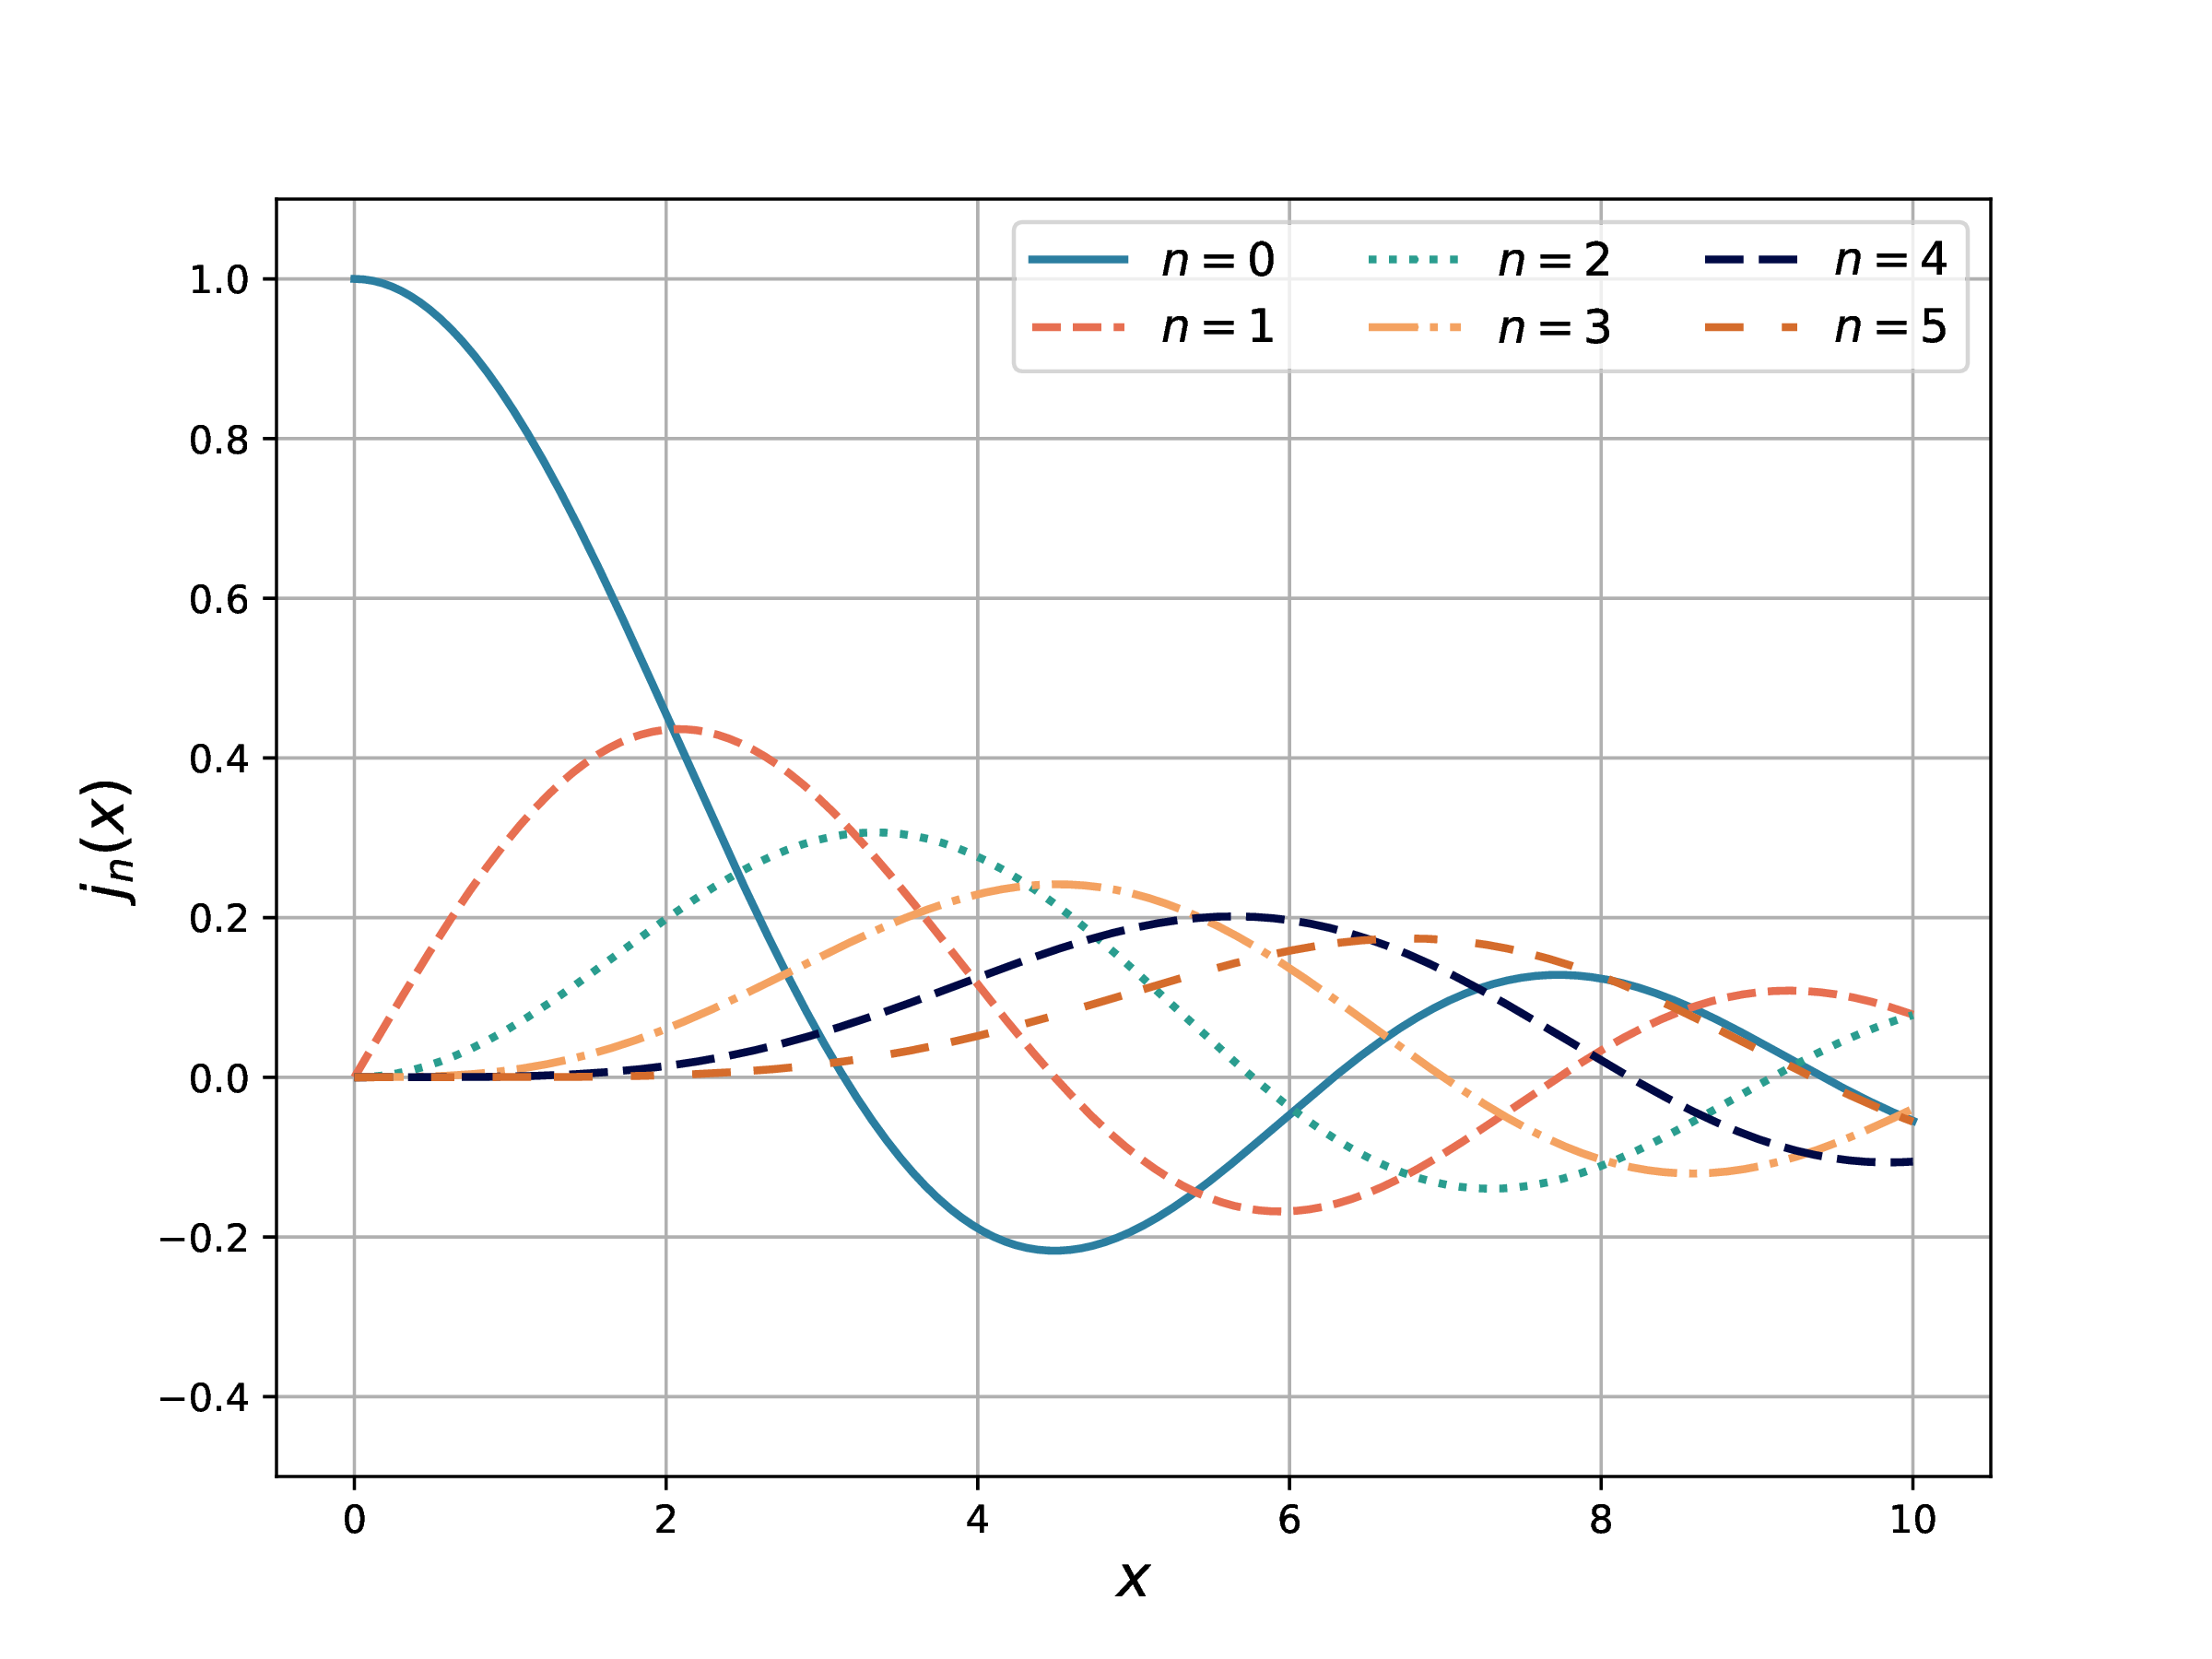 n = 0
n = 1
n = 2
n = 3
n = 4
n = 5
1.0
0.8
0.6
0.4
0.2
0.0
−0.2
−0.4
jₙ(x)
0 2 4 6 8 10
x